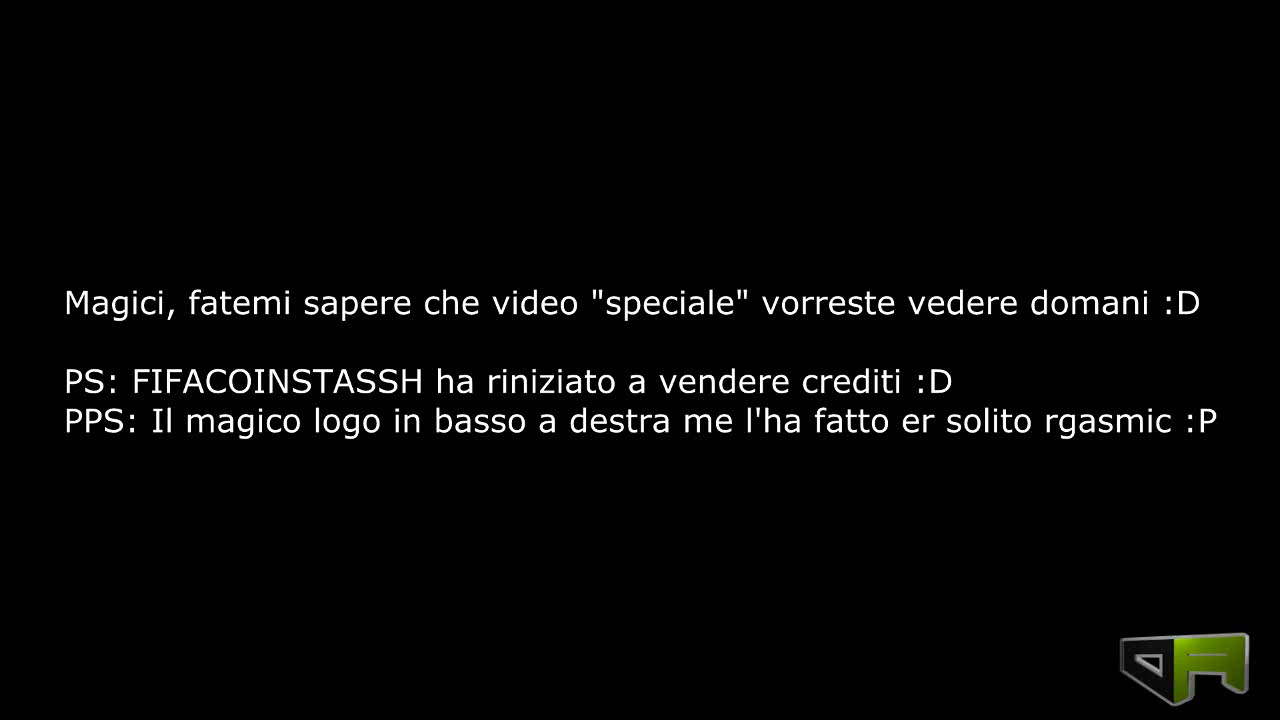 Magici, fatemi sapere che video "speciale" vorreste vedere domani :D
PS: FIFACOINSTASSH ha riniziato a vendere crediti :D
PPS: Il magico logo in basso a destra me l'ha fatto er solito rgasmic :P